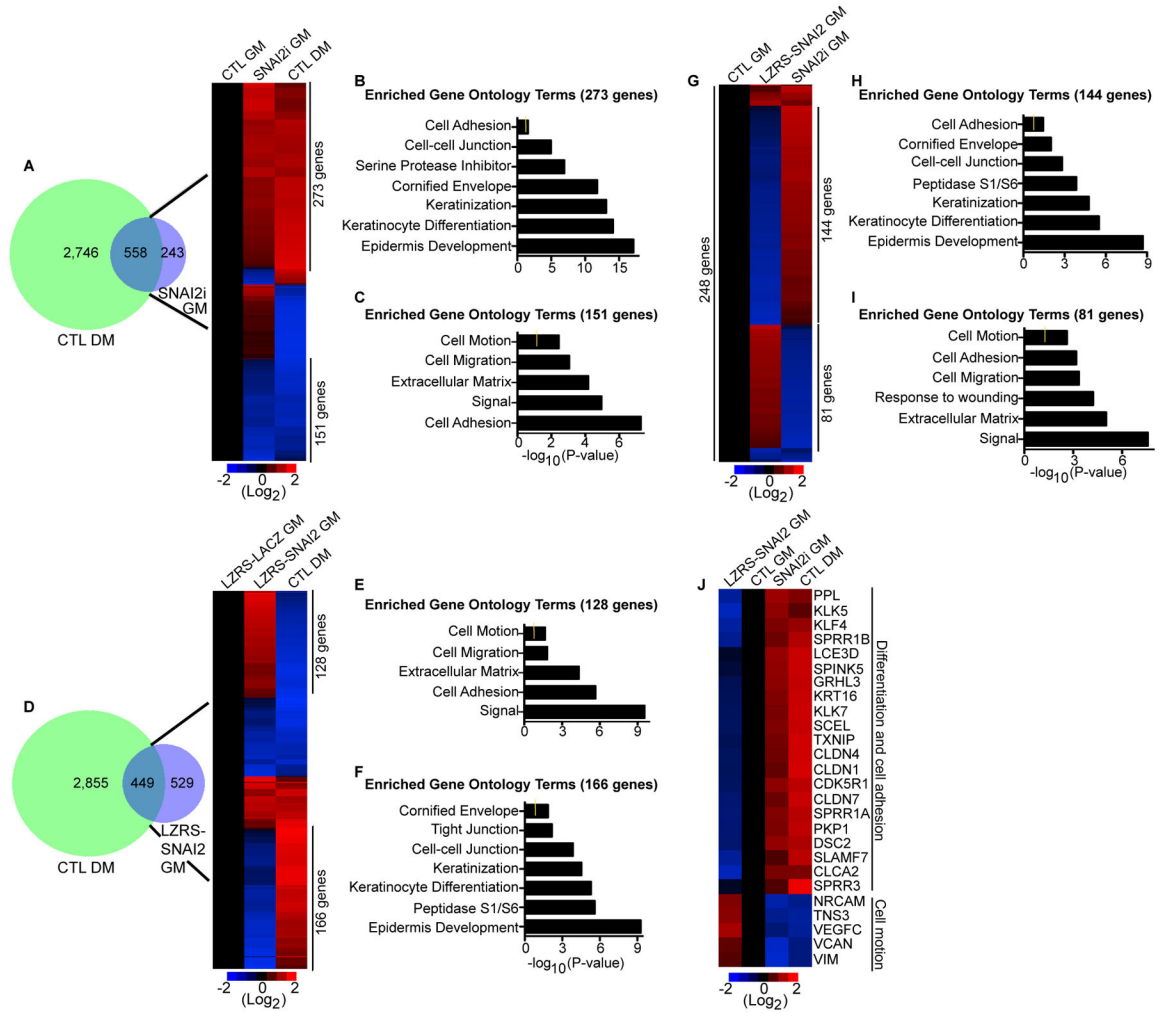 A
2,746
558
243
SNAI2i
GM
CTL DM
CTL GM
SNAI2i GM
CTL DM
273 genes
151 genes
-2 0 2
(Log2)
B
Enriched Gene Ontology Terms (273 genes)
Cell Adhesion
Cell-cell Junction
Serine Protease Inhibitor
Cornified Envelope
Keratinization
Keratinocyte Differentiation
Epidermis Development
0 5 10 15
C
Enriched Gene Ontology Terms (151 genes)
Cell Motion
Cell Migration
Extracellular Matrix
Signal
Cell Adhesion
0 2 4 6
-log10(P-value)
G
CTL GM
LZRS-SNAI2 GM
SNAI2i GM
248 genes
144 genes
81 genes
-2 0 2
(Log2)
H
Enriched Gene Ontology Terms (144 genes)
Cell Adhesion
Cornified Envelope
Cell-cell Junction
Peptidase S1/S6
Keratinization
Keratinocyte Differentiation
Epidermis Development
0 3 6 9
I
Enriched Gene Ontology Terms (81 genes)
Cell Motion
Cell Adhesion
Cell Migration
Response to wounding
Extracellular Matrix
Signal
0 3 6
-log10(P-value)
D
2,855
449
529
LZRS-
SNAI2
GM
CTL DM
LZRS-LACZ GM
LZRS-SNAI2 GM
CTL DM
128 genes
166 genes
-2 0 2
(Log2)
E
Enriched Gene Ontology Terms (128 genes)
Cell Motion
Cell Migration
Extracellular Matrix
Cell Adhesion
Signal
0 3 6 9
F
Enriched Gene Ontology Terms (166 genes)
Cornified Envelope
Tight Junction
Cell-cell Junction
Keratinization
Keratinocyte Differentiation
Peptidase S1/S6
Epidermis Development
0 3 6 9
-log10(P-value)
J
LZRS-SNAI2 GM
CTL GM
SNAI2i GM
CTL DM
PPL
KLK5
KLF4
SPRR1B
LCE3D
SPINK5
GRHL3
KRT16
KLK7
SCEL
TXNIP
CLDN4
CLDN1
CDK5R1
CLDN7
SPRR1A
PKP1
DSC2
SLAMF7
CLCA2
SPRR3
NRCAM
TNS3
VEGFC
VCAN
VIM
Differentiation and cell adhesion
Cell motion
-2 0 2
(Log2)